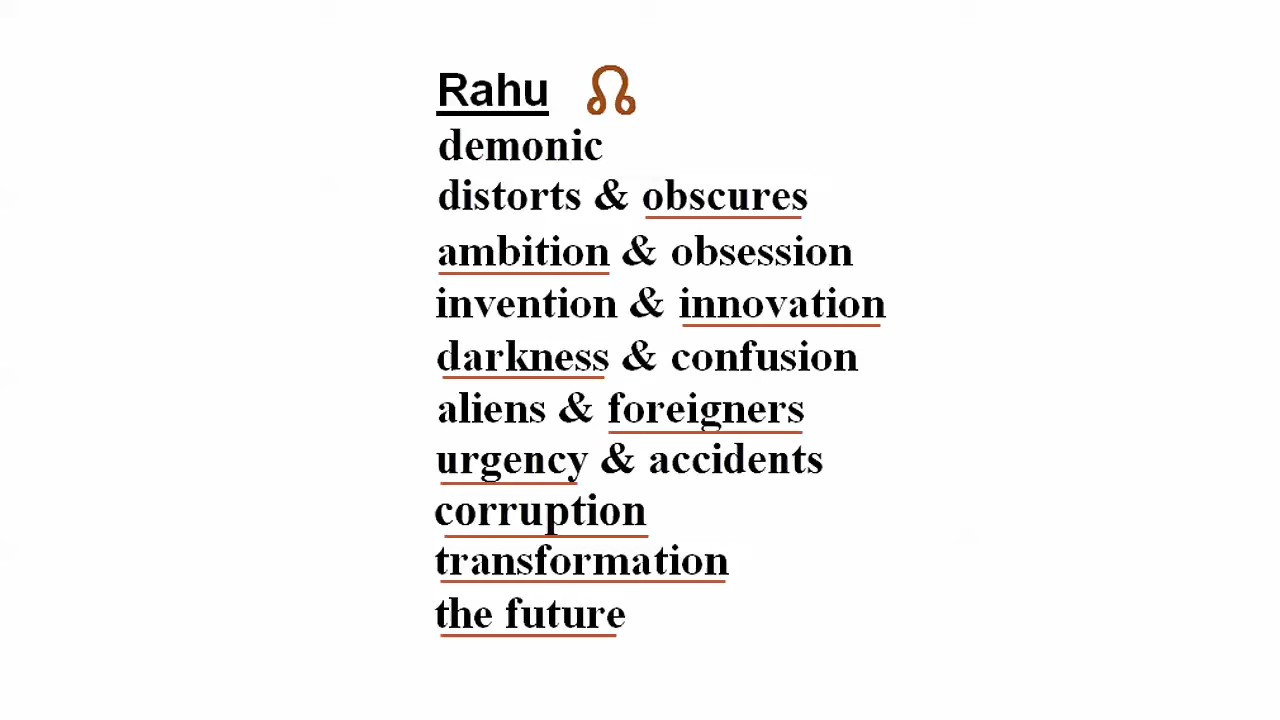 Rahu ☊
demonic
distorts & obscures
ambition & obsession
invention & innovation
darkness & confusion
aliens & foreigners
urgency & accidents
corruption
transformation
the future